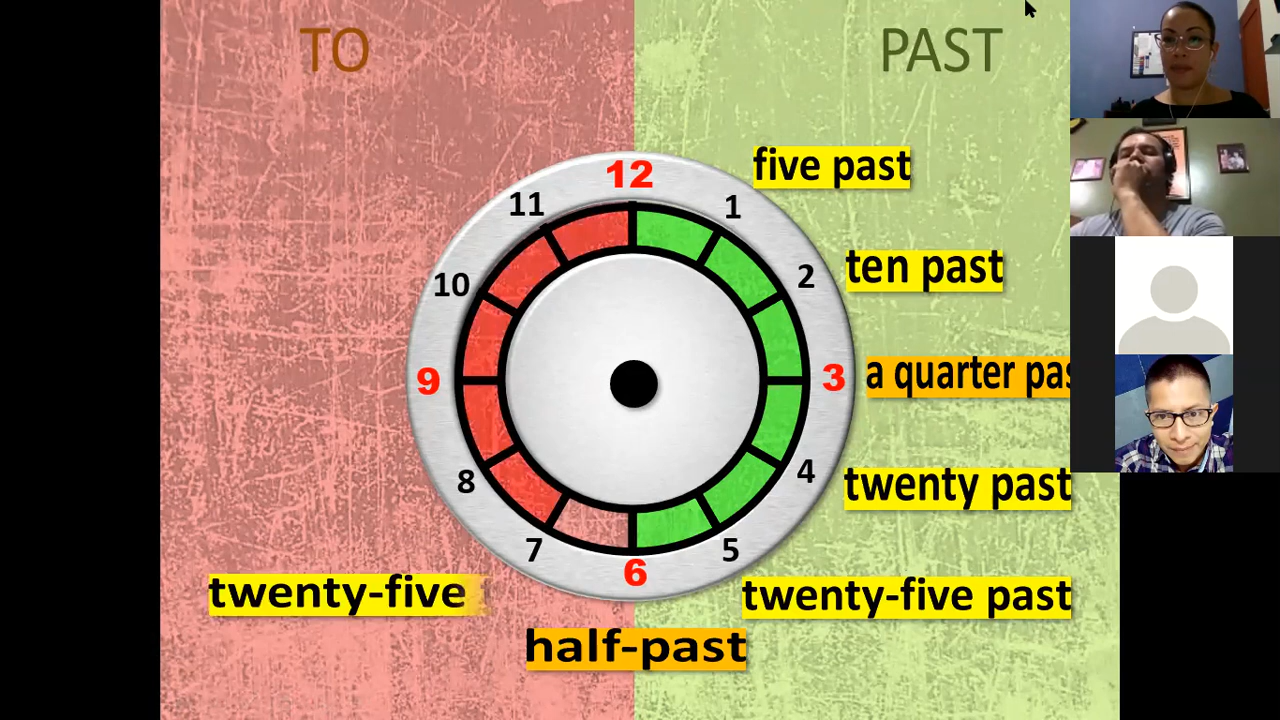 TO
PAST
five past
ten past
a quarter pas
twenty past
twenty-five past
half-past
twenty-five
12
1
2
3
4
5
6
7
8
9
10
11